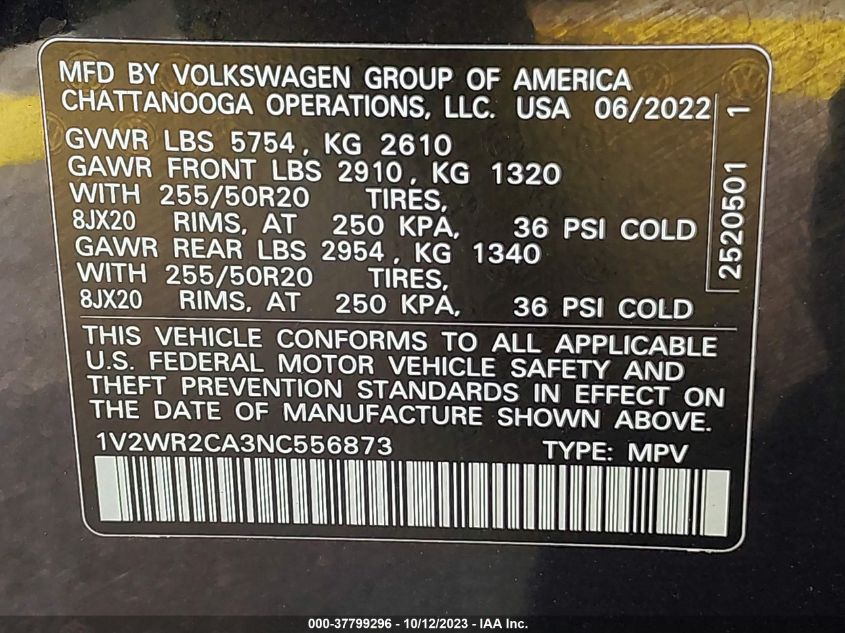 MFD BY VOLKSWAGEN GROUP OF AMERICA
CHATTANOOGA OPERATIONS, LLC. USA 06/2022
GVWR LBS 5754, KG 2610
GAWR FRONT LBS 2910, KG 1320
WITH 255/50R20 TIRES,
8JX20 RIMS, AT 250 KPA, 36 PSI COLD
GAWR REAR LBS 2954, KG 1340
WITH 255/50R20 TIRES,
8JX20 RIMS, AT 250 KPA, 36 PSI COLD
2520501 1
THIS VEHICLE CONFORMS TO ALL APPLICABLE
U.S. FEDERAL MOTOR VEHICLE SAFETY AND
THEFT PREVENTION STANDARDS IN EFFECT ON
THE DATE OF MANUFACTURE SHOWN ABOVE.
1V2WR2CA3NC556873 TYPE: MPV
000-37799296 - 10/12/2023 - IAA Inc.